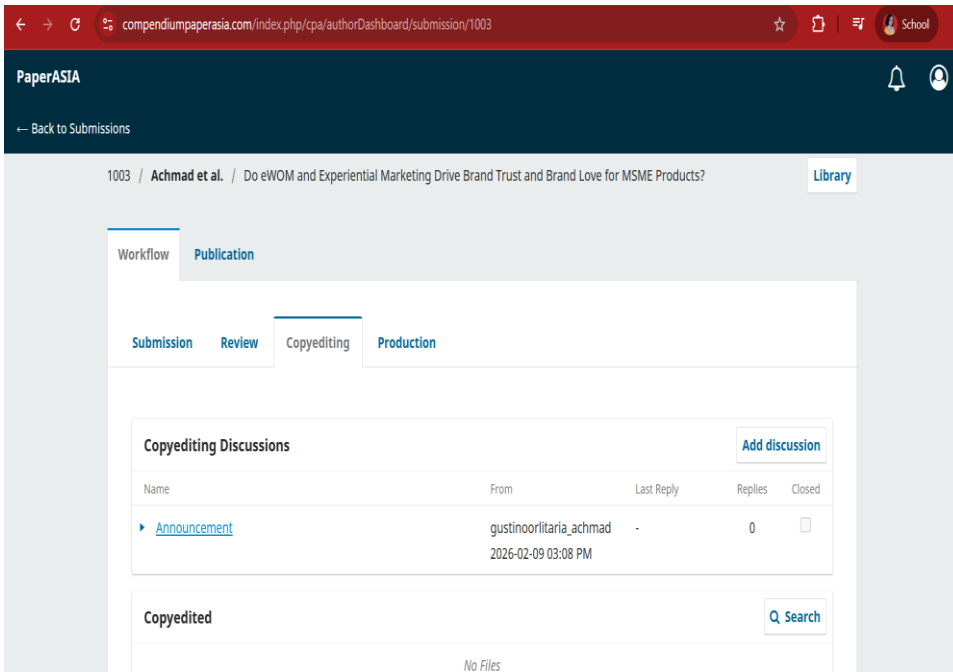 compendiumpaperasia.com/index.php/cpa/authorDashboard/submission/1003
School
PaperASIA
← Back to Submissions
1003 / Achmad et al. / Do eWOM and Experiential Marketing Drive Brand Trust and Brand Love for MSME Products?
Library
Workflow Publication
Submission Review Copyediting Production
Copyediting Discussions
Add discussion
Name From Last Reply Replies Closed
Announcement gustinoorlitaria_achmad - 0
2026-02-09 03:08 PM
Copyedited
Search
No Files